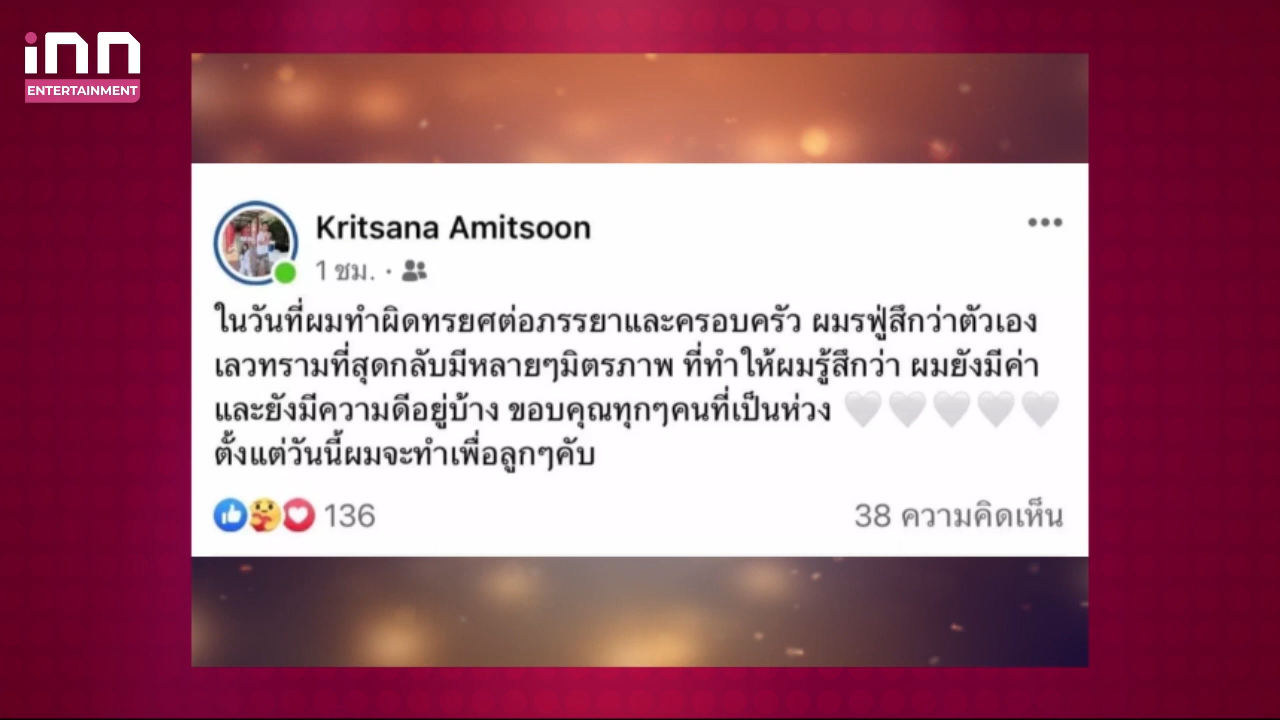 inn
ENTERTAINMENT
Kritsana Amitsoon
1 ชม. ·
ในวันที่ผมทำผิดทรยศต่อภรรยาและครอบครัว ผมรฟู่สึกว่าตัวเอง
เลวทรามที่สุดกลับมีหลายๆมิตรภาพ ที่ทำให้ผมรู้สึกว่า ผมยังมีค่า
และยังมีความดีอยู่บ้าง ขอบคุณทุกๆคนที่เป็นห่วง 🤍🤍🤍🤍🤍
ตั้งแต่วันนี้ผมจะทำเพื่อลูกๆคับ
136
38 ความคิดเห็น